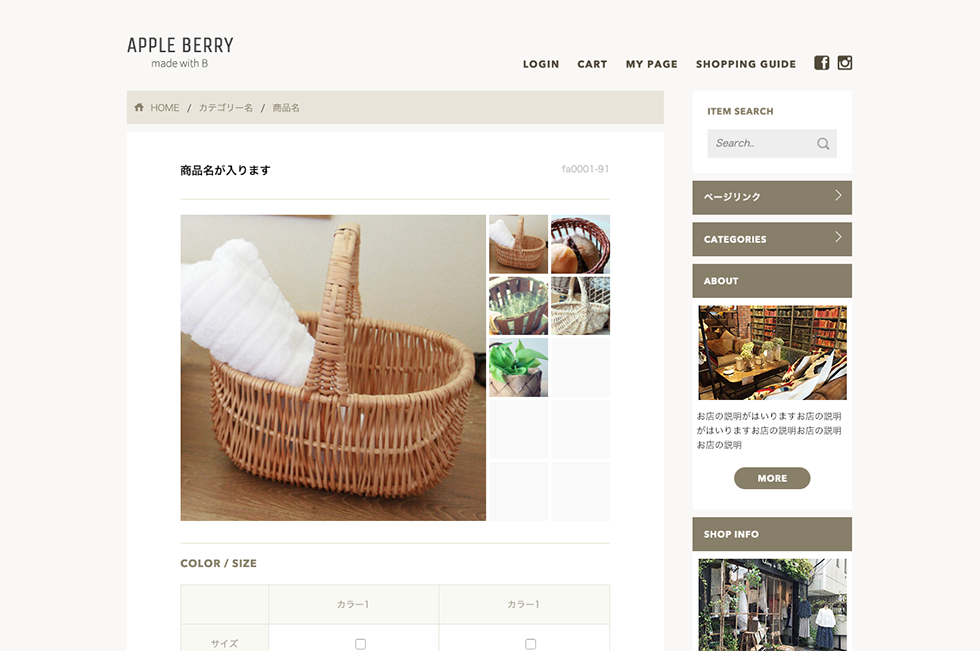 APPLE BERRY
made with B
LOGIN CART MY PAGE SHOPPING GUIDE
HOME / カテゴリー名 / 商品名
商品名が入ります
fa0001-91
COLOR / SIZE
カラー1 カラー1
サイズ
ITEM SEARCH
Search..
ページリンク
CATEGORIES
ABOUT
お店の説明がはいりますお店の説明
がはいりますお店の説明お店の説明
お店の説明
MORE
SHOP INFO